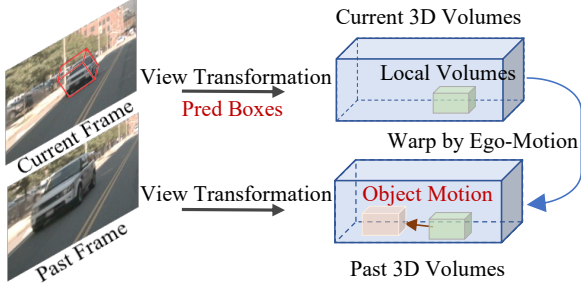 Current 3D Volumes
View Transformation
Pred Boxes
Local Volumes
Current Frame
Warp by Ego-Motion
View Transformation
Object Motion
Past Frame
Past 3D Volumes